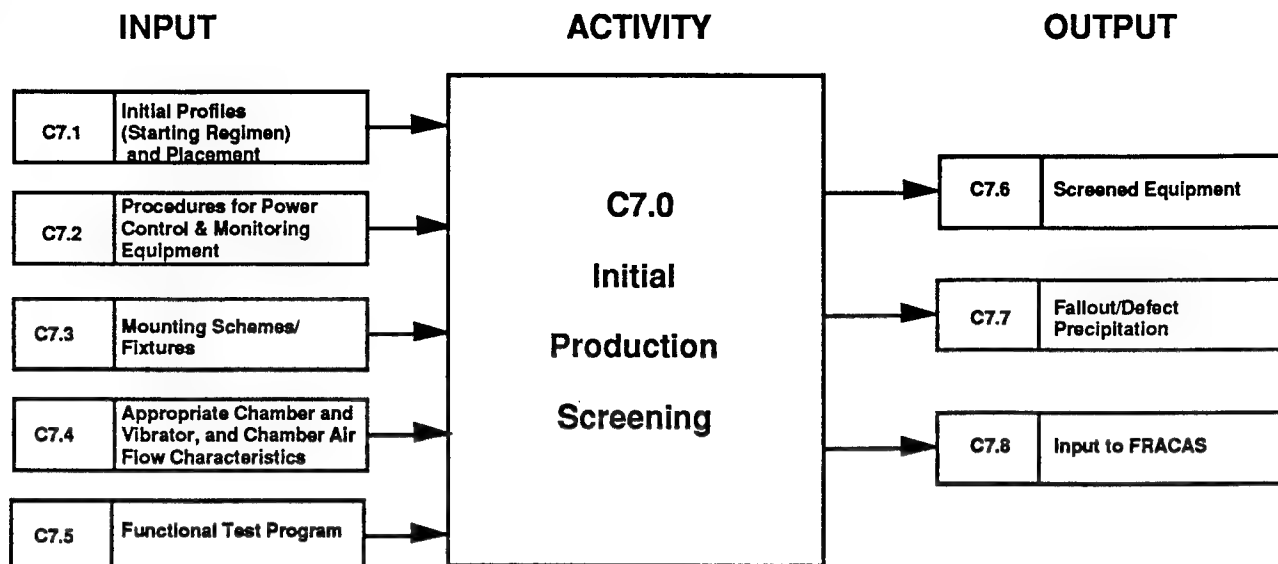 INPUT
ACTIVITY
OUTPUT
C7.1
Initial Profiles
(Starting Regimen)
and Placement
C7.2
Procedures for Power
Control & Monitoring
Equipment
C7.3
Mounting Schemes/
Fixtures
C7.4
Appropriate Chamber and
Vibrator, and Chamber Air
Flow Characteristics
C7.5
Functional Test Program
C7.0
Initial
Production
Screening
C7.6
Screened Equipment
C7.7
Fallout/Defect
Precipitation
C7.8
Input to FRACAS